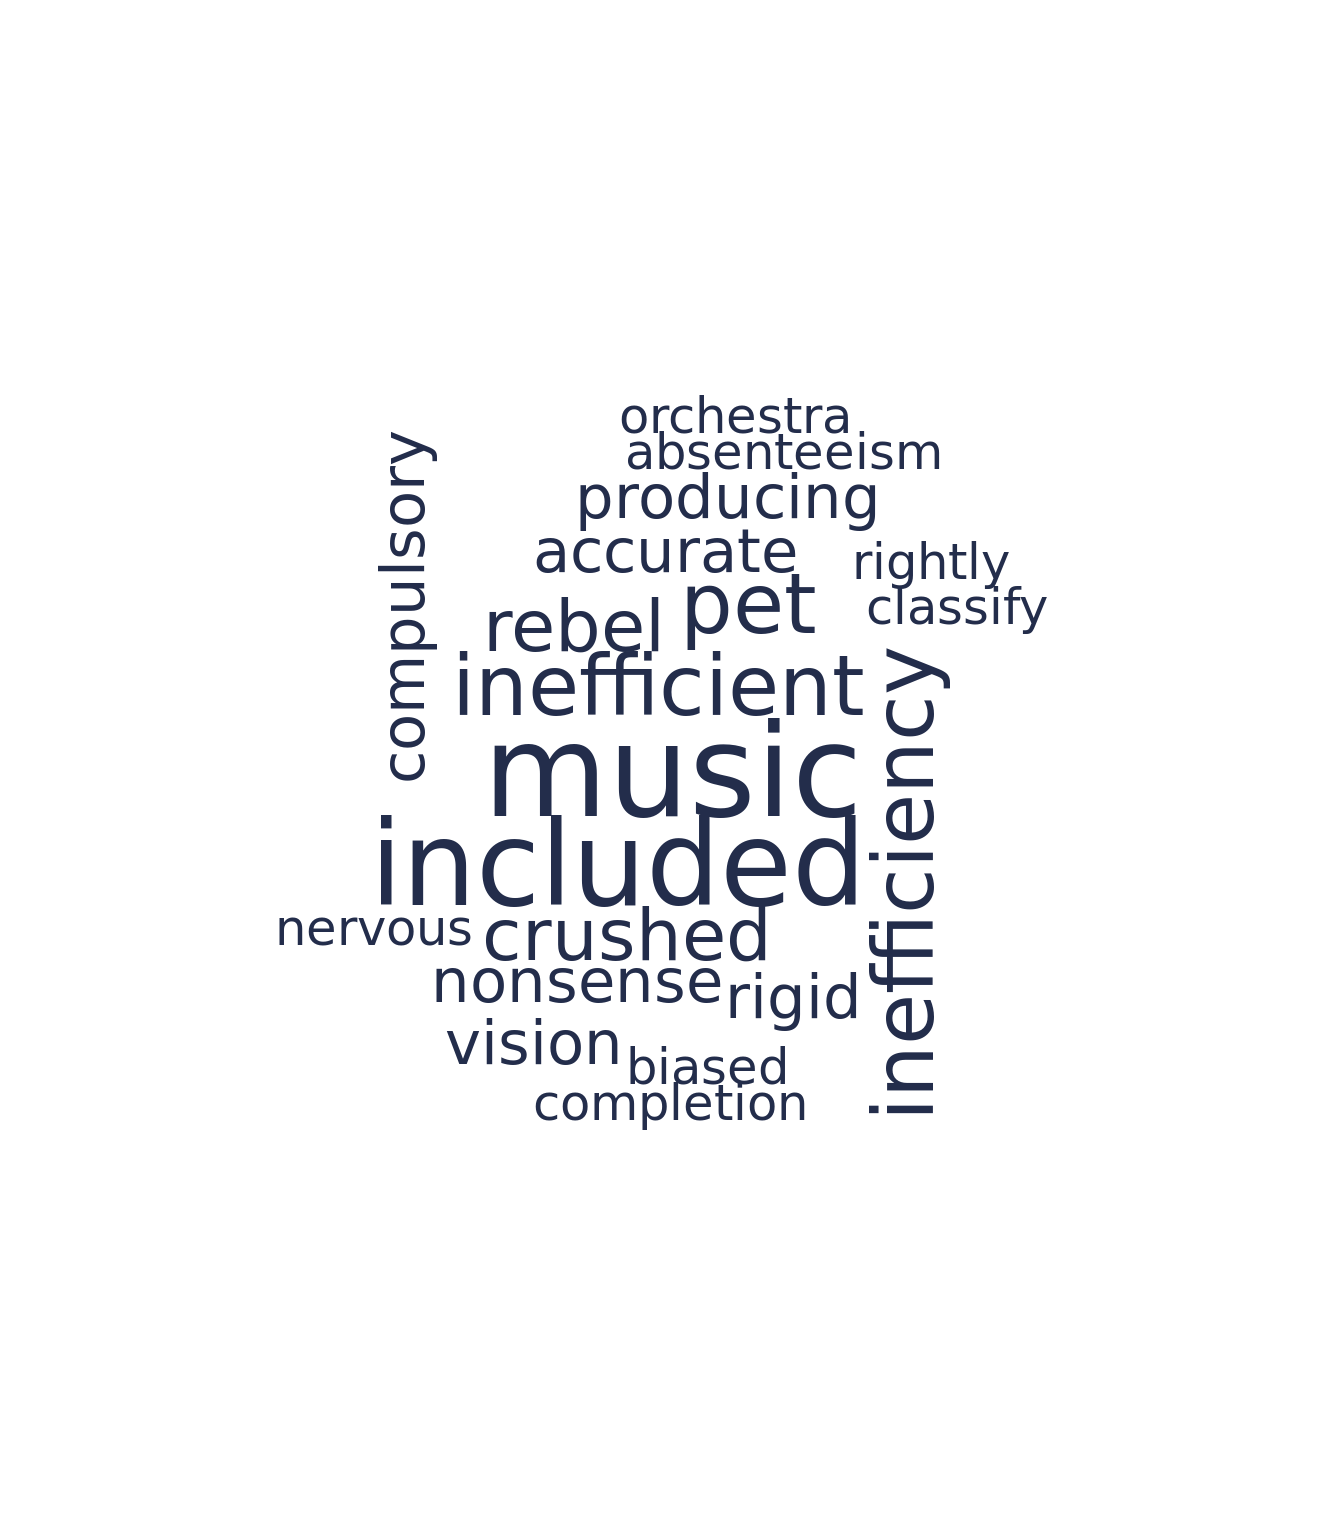 orchestra
absenteeism
compulsory
producing
accurate
rightly
pet
classify
rebel
inefficient
inefficiency
music
included
nervous
crushed
nonsense
rigid
vision
biased
completion